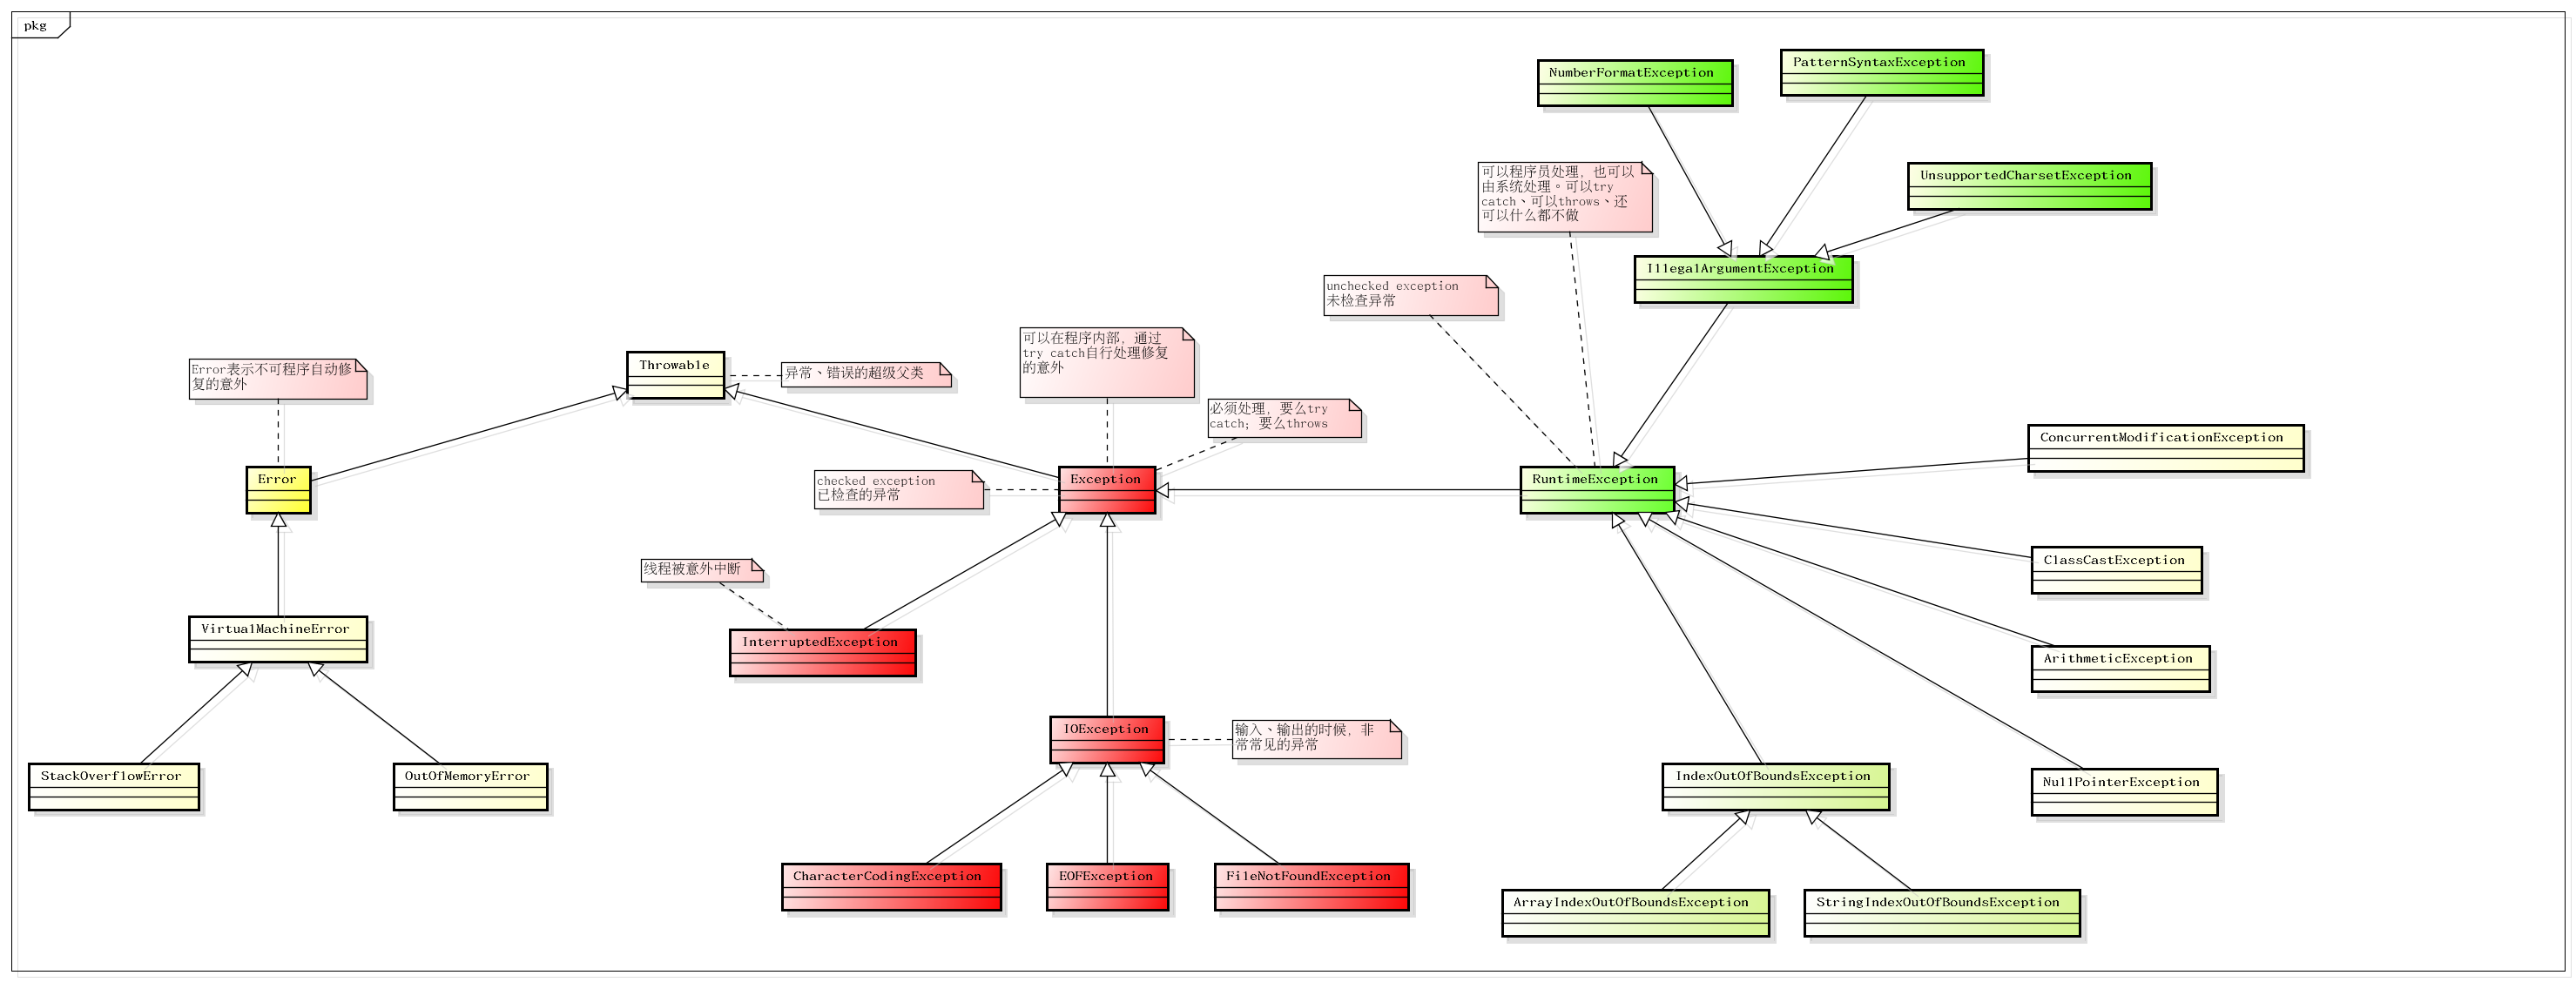 pkg
NumberFormatException
PatternSyntaxException
可以程序员处理，也可以
由系统处理。可以try
catch、可以throws、还
可以什么都不做
UnsupportedCharsetException
IllegalArgumentException
unchecked exception
未检查异常
可以在程序内部，通过
try catch自行处理修复
的意外
Error表示不可程序自动修
复的意外
Throwable
异常、错误的超级父类
必须处理，要么try
catch；要么throws
ConcurrentModificationException
checked exception
已检查的异常
Error
Exception
RuntimeException
ClassCastException
线程被意外中断
VirtualMachineError
InterruptedException
ArithmeticException
IOException
输入、输出的时候，非
常常见的异常
StackOverflowError
OutOfMemoryError
IndexOutOfBoundsException
NullPointerException
CharacterCodingException
EOFException
FileNotFoundException
ArrayIndexOutOfBoundsException
StringIndexOutOfBoundsException